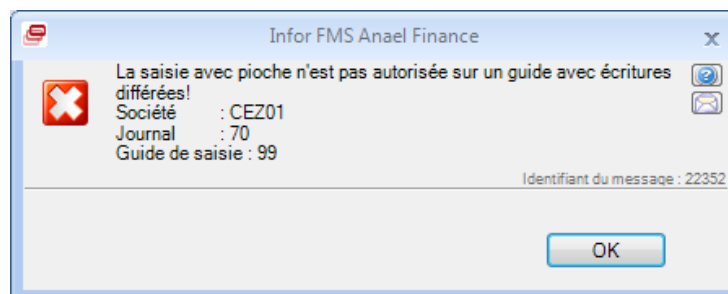 Infor FMS Anael Finance
La saisie avec pioche n'est pas autorisée sur un guide avec écritures
différées!
Société : CEZ01
Journal : 70
Guide de saisie : 99
Identifiant du message : 22352
OK